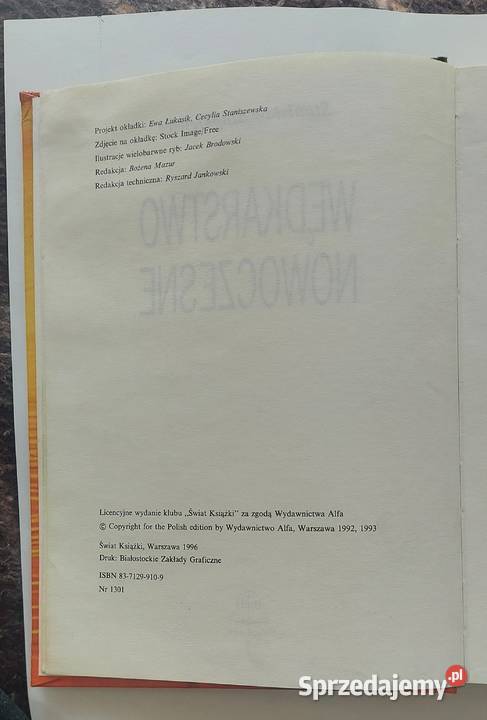 Projekt okładki: Ewa Łukasik, Cecylia Staniszewska
Zdjęcie na okładkę: Stock Image/Free
Ilustracje wielobarwne ryb: Jacek Brodowski
Redakcja: Bożena Mazur
Redakcja techniczna: Ryszard Jankowski
WĘDKARSTWO
NOWOCZESNE
Licencyjne wydanie klubu „Świat Książki” za zgodą Wydawnictwa Alfa
© Copyright for the Polish edition by Wydawnictwo Alfa, Warszawa 1992, 1993
Świat Książki, Warszawa 1996
Druk: Białostockie Zakłady Graficzne
ISBN 83-7129-910-9
Nr 1301
Sprzedajemy.pl